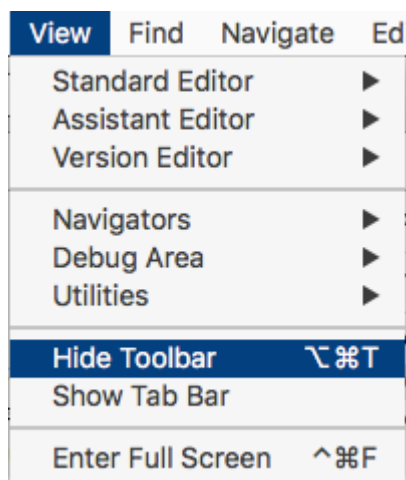 View Find Navigate Ed
Standard Editor ▶
Assistant Editor ▶
Version Editor ▶
Navigators ▶
Debug Area ▶
Utilities ▶
Hide Toolbar ⌥⌘T
Show Tab Bar
Enter Full Screen ^⌘F